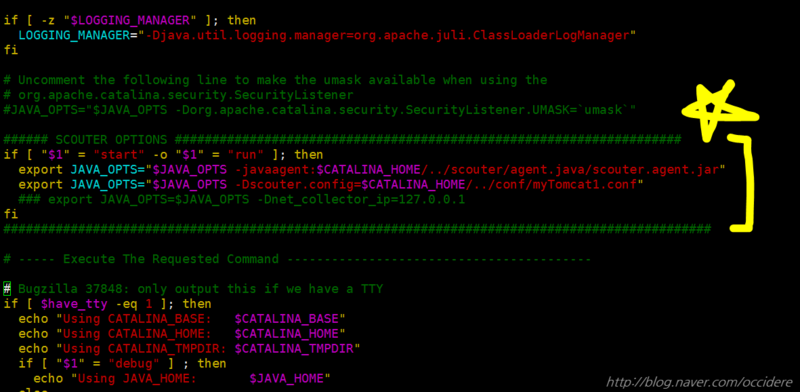 if [ -z "$LOGGING_MANAGER" ]; then
  LOGGING_MANAGER="-Djava.util.logging.manager=org.apache.juli.ClassLoaderLogManager"
fi

# Uncomment the following line to make the umask available when using the
# org.apache.catalina.security.SecurityListener
#JAVA_OPTS="$JAVA_OPTS -Dorg.apache.catalina.security.SecurityListener.UMASK=`umask`"

###### SCOUTER OPTIONS ####################################################################
if [ "$1" = "start" -o "$1" = "run" ]; then
  export JAVA_OPTS="$JAVA_OPTS -javaagent:$CATALINA_HOME/../scouter/agent.java/scouter.agent.jar"
  export JAVA_OPTS="$JAVA_OPTS -Dscouter.config=$CATALINA_HOME/../conf/myTomcat1.conf"
  ### export JAVA_OPTS=$JAVA_OPTS -Dnet_collector_ip=127.0.0.1
fi
###############################################################################################

# ----- Execute The Requested Command -----------------------------------------

# Bugzilla 37848: only output this if we have a TTY
if [ $have_tty -eq 1 ]; then
  echo "Using CATALINA_BASE:   $CATALINA_BASE"
  echo "Using CATALINA_HOME:   $CATALINA_HOME"
  echo "Using CATALINA_TMPDIR: $CATALINA_TMPDIR"
  if [ "$1" = "debug" ] ; then
    echo "Using JAVA_HOME:       $JAVA_HOME"
  else
http://blog.naver.com/occidere